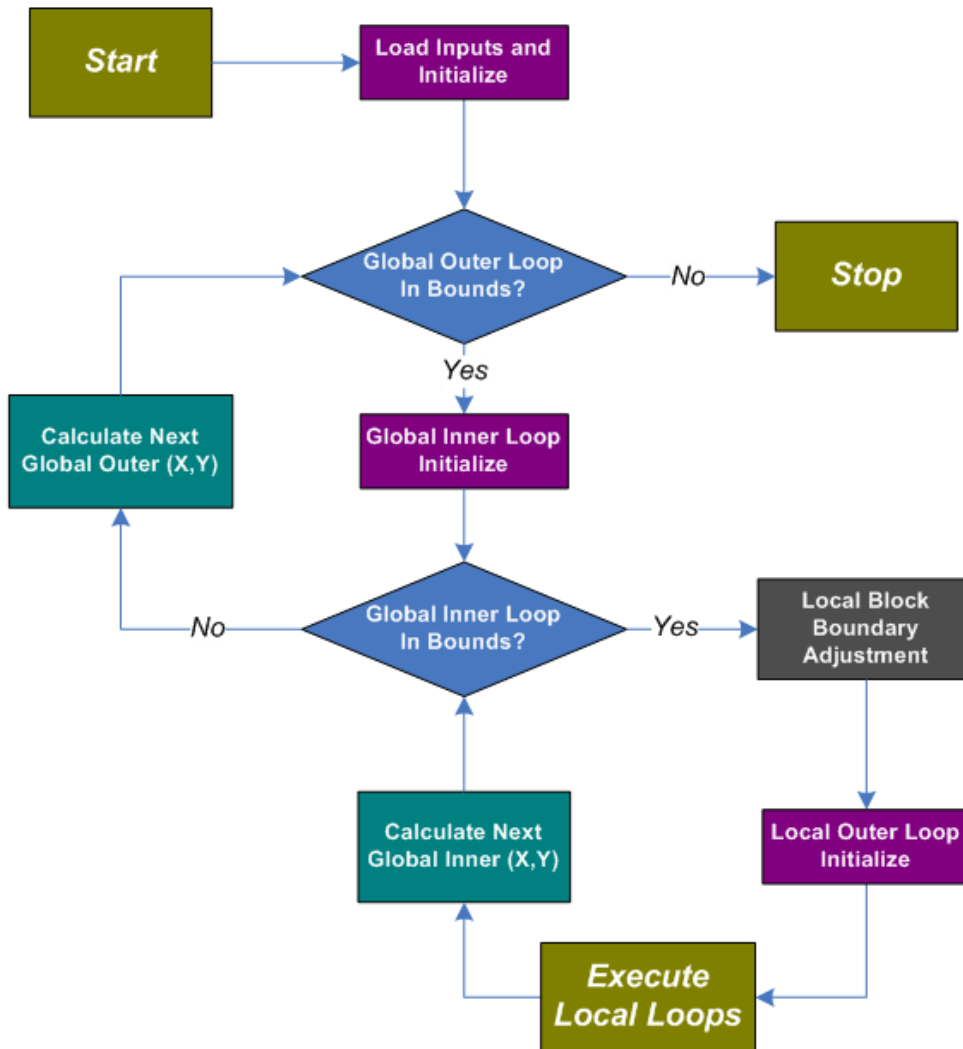 Start
Load Inputs and
Initialize
Global Outer Loop
In Bounds?
No
Stop
Yes
Calculate Next
Global Outer (X,Y)
Global Inner Loop
Initialize
Global Inner Loop
In Bounds?
No
Yes
Local Block
Boundary
Adjustment
Calculate Next
Global Inner (X,Y)
Local Outer Loop
Initialize
Execute
Local Loops